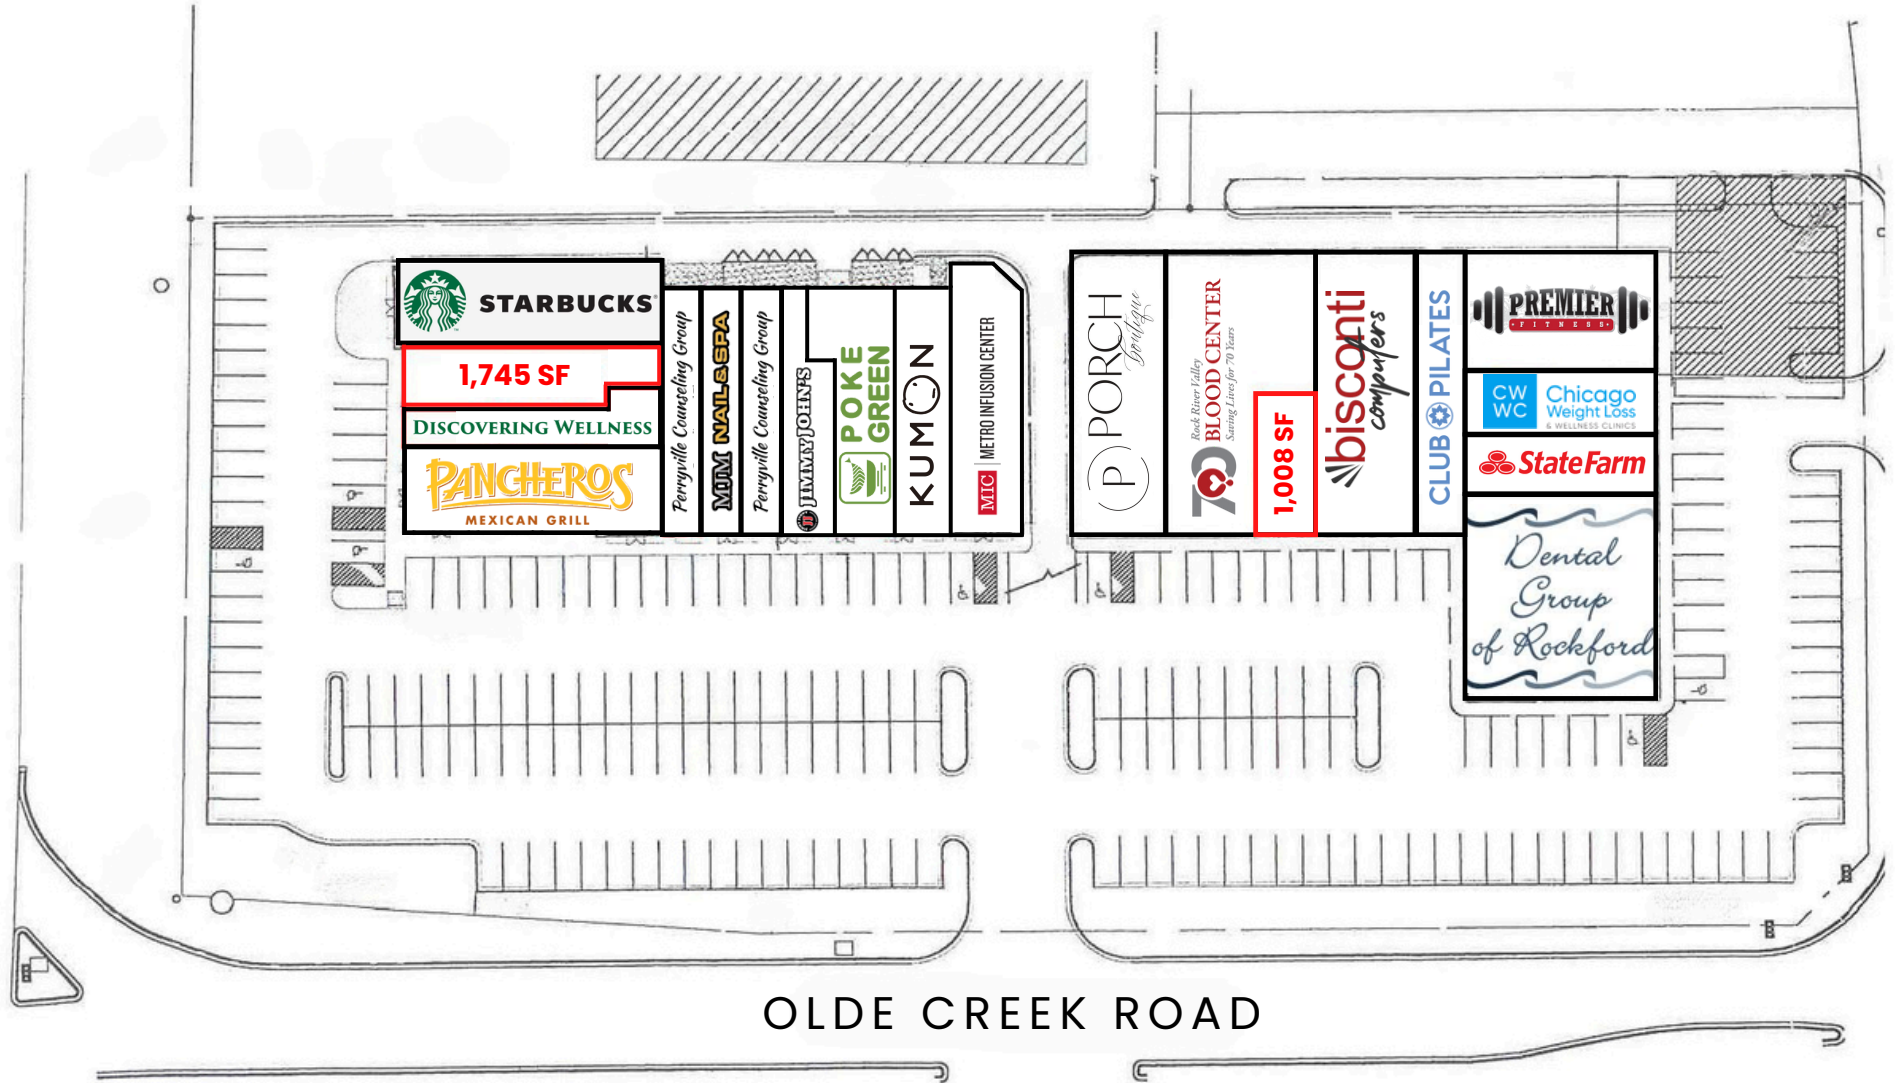 STARBUCKS
1,745 SF
DISCOVERING WELLNESS
PANCHEROS
MEXICAN GRILL
Perryville Counseling Group
MJM NAIL & SPA
Perryville Counseling Group
JIMMY JOHN'S
POKE
GREEN
KUMON
MIC METRO INFUSION CENTER
P PORCH
boutique
70
Rock River Valley
BLOOD CENTER
Saving Lives for 70 Years
1,008 SF
bisconti
computers
CLUB PILATES
PREMIER
FITNESS
CW
WC
Chicago
Weight Loss
& WELLNESS CLINICS
State Farm
Dental
Group
of Rockford
OLDE CREEK ROAD